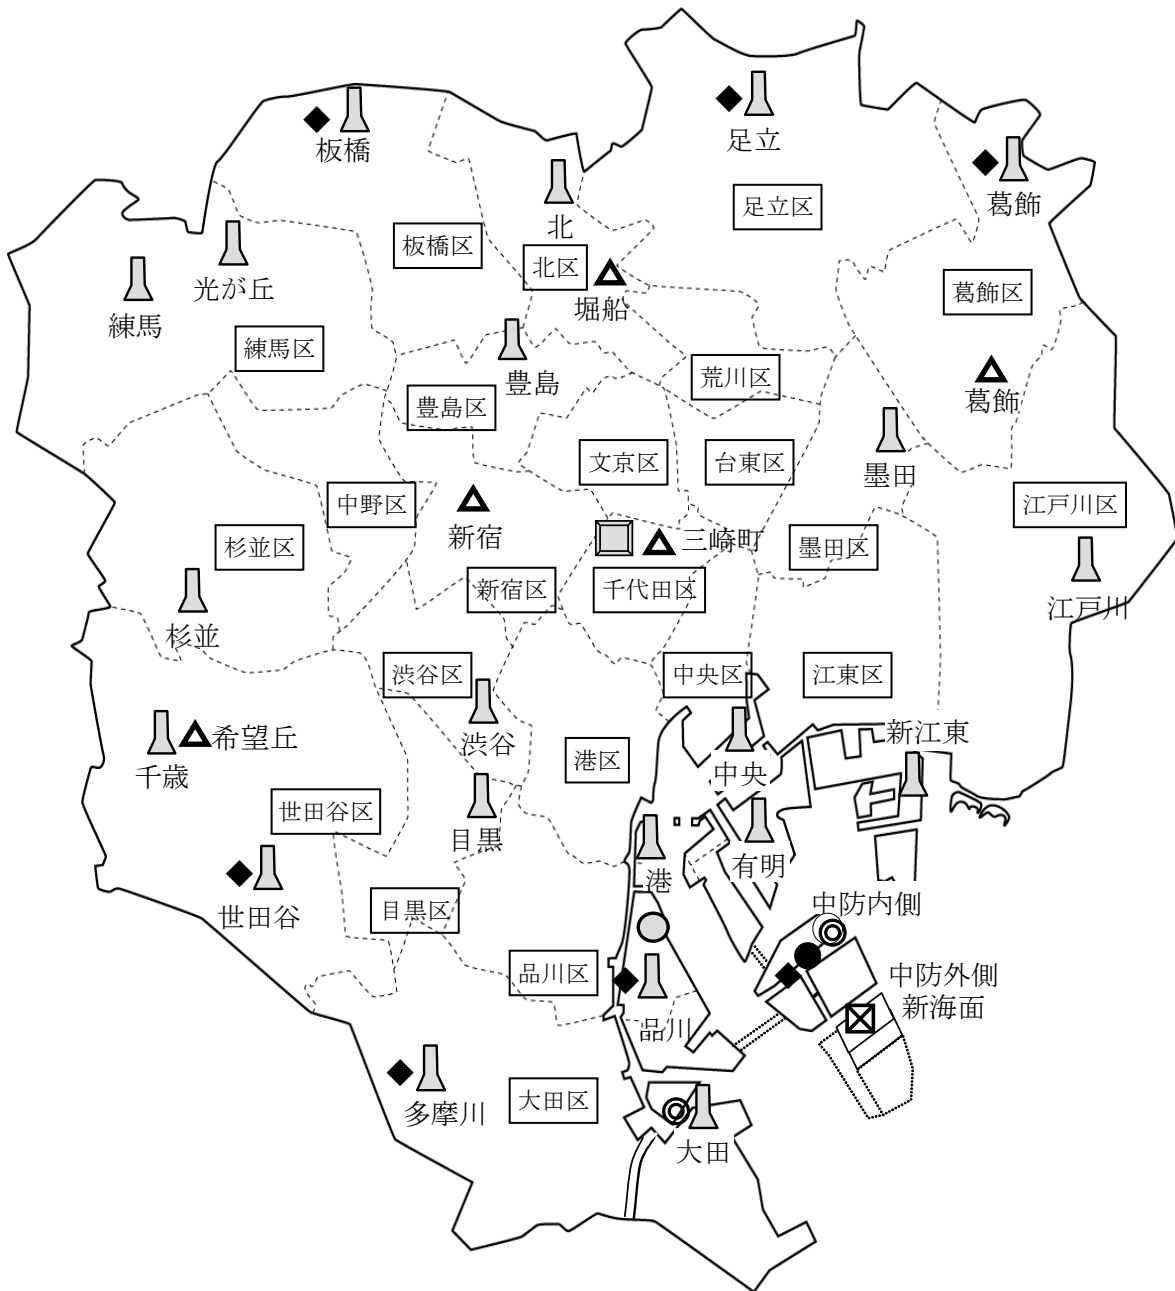 板橋
足立
葛飾
足立区
北
板橋区
北区
光が丘
堀船
葛飾区
練馬
練馬区
豊島
荒川区
豊島区
葛飾
文京区
台東区
墨田
中野区
江戸川区
新宿
杉並区
三崎町
墨田区
新宿区
千代田区
江戸川
杉並
渋谷区
中央区
江東区
新江東
希望丘
渋谷
港区
千歳
中央
世田谷区
目黒
有明
港
世田谷
目黒区
中防内側
品川区
中防外側
新海面
品川
多摩川
大田区
大田